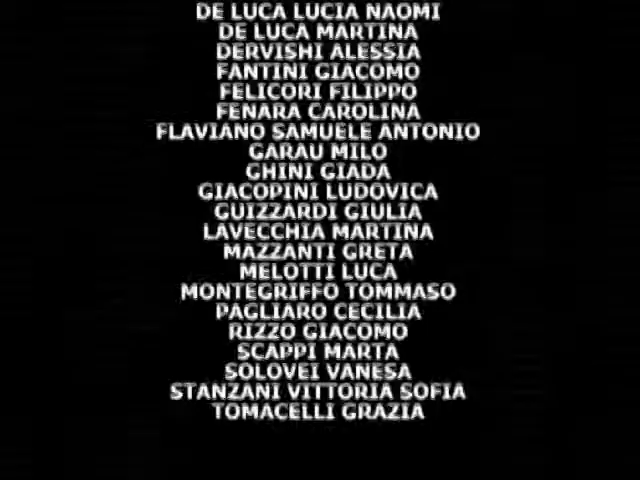 DE LUCA LUCIA NAOMI
DE LUCA MARTINA
DERVISHI ALESSIA
FANTINI GIACOMO
FELICORI FILIPPO
FENARA CAROLINA
FLAVIANO SAMUELE ANTONIO
GARAU MILO
GHINI GIADA
GIACOPINI LUDOVICA
GUIZZARDI GIULIA
LAVECCHIA MARTINA
MAZZANTI GRETA
MELOTTI LUCA
MONTEGRIFFO TOMMASO
PAGLIARO CECILIA
RIZZO GIACOMO
SCAPPI MARTA
SOLOVEI VANESA
STANZANI VITTORIA SOFIA
TOMACELLI GRAZIA